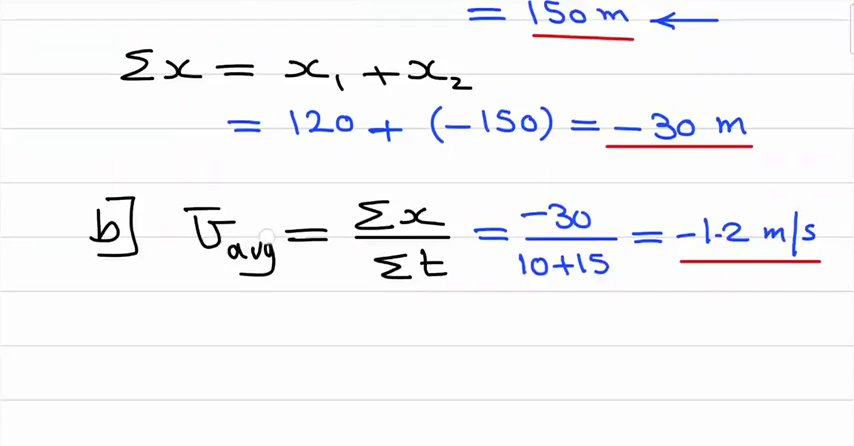 = 150 m ←
Σx = x₁ + x₂
= 120 + (-150) = -30 m
b] v̅avg = Σx/Σt = -30/10+15 = -1.2 m/s